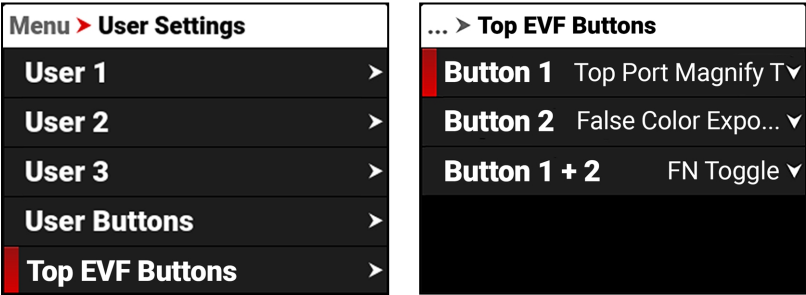 Menu ➤ User Settings
User 1
User 2
User 3
User Buttons
Top EVF Buttons
... ➤ Top EVF Buttons
Button 1 Top Port Magnify T
Button 2 False Color Expo...
Button 1 + 2 FN Toggle